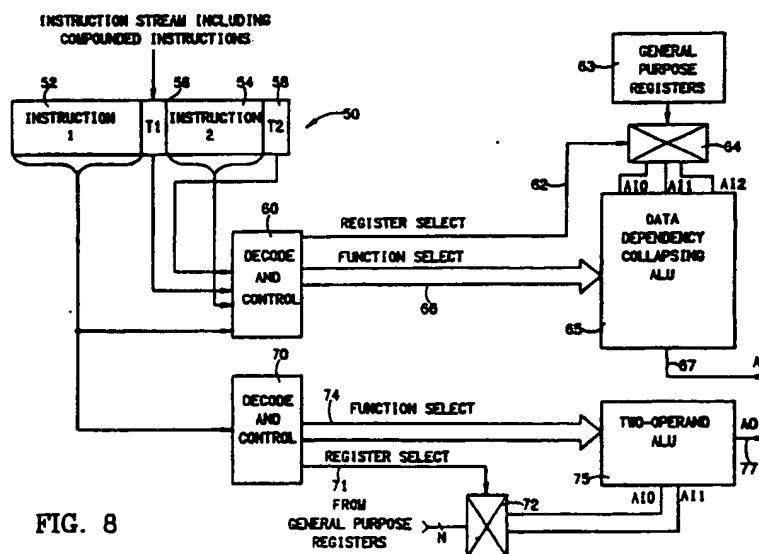 INSTRUCTION STREAM INCLUDING
COMPOUNDED INSTRUCTIONS
52
56
54
58
INSTRUCTION
1
T1
INSTRUCTION
2
T2
50
63
GENERAL
PURPOSE
REGISTERS
64
62
AI0
AI1
AI2
60
DECODE
AND
CONTROL
REGISTER SELECT
FUNCTION SELECT
66
DATA
DEPENDENCY
COLLAPSING
ALU
65
67
A
70
DECODE
AND
CONTROL
74
FUNCTION SELECT
REGISTER SELECT
71
TWO-OPERAND
ALU
75
AO
77
AI0
AI1
72
FROM
GENERAL PURPOSE
REGISTERS
N
FIG. 8